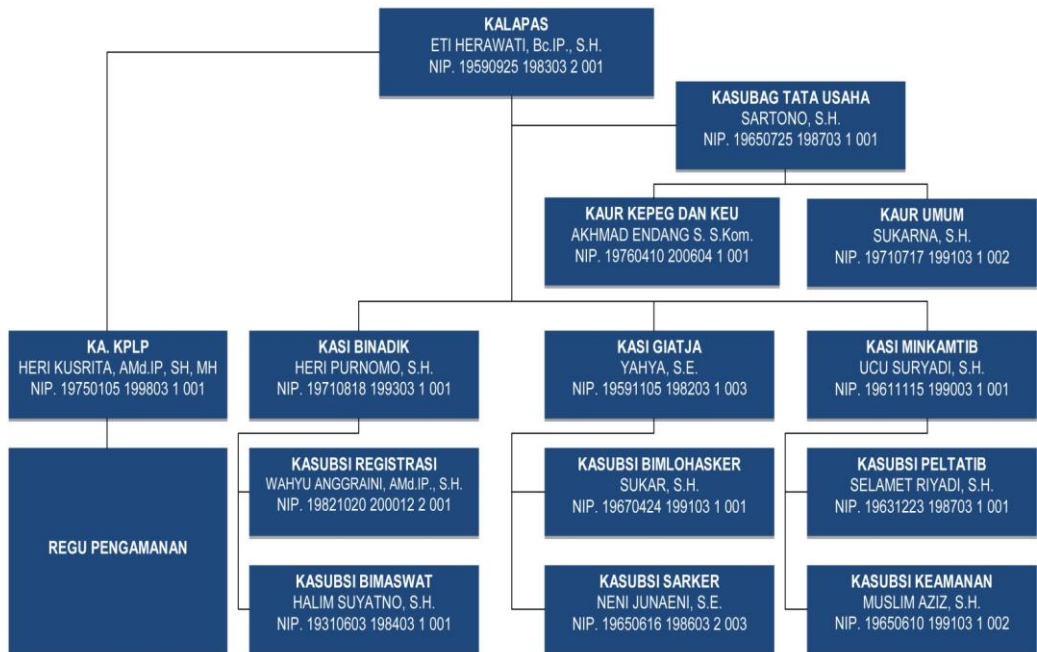 KALAPAS
ETI HERAWATI, Bc.IP., S.H.
NIP. 19590925 198303 2 001
KASUBAG TATA USAHA
SARTONO, S.H.
NIP. 19650725 198703 1 001
KAUR KEPEG DAN KEU
AKHMAD ENDANG S. S.Kom.
NIP. 19760410 200604 1 001
KAUR UMUM
SUKARNA, S.H.
NIP. 19710717 199103 1 002
KA. KPLP
HERI KUSRITA, AMd.IP, SH, MH
NIP. 19750105 199803 1 001
KASI BINADIK
HERI PURNOMO, S.H.
NIP. 19710818 199303 1 001
KASI GIATJA
YAHYA, S.E.
NIP. 19591105 198203 1 003
KASI MINKAMTIB
UCU SURYADI, S.H.
NIP. 19611115 199003 1 001
REGU PENGAMANAN
KASUBSI REGISTRASI
WAHYU ANGGRAINI, AMd.IP., S.H.
NIP. 19821020 200012 2 001
KASUBSI BIMLOHASKER
SUKAR, S.H.
NIP. 19670424 199103 1 001
KASUBSI PELTATIB
SELAMET RIYADI, S.H.
NIP. 19631223 198703 1 001
KASUBSI BIMASWAT
HALIM SUYATNO, S.H.
NIP. 19310603 198403 1 001
KASUBSI SARKER
NENI JUNAENI, S.E.
NIP. 19650616 198603 2 003
KASUBSI KEAMANAN
MUSLIM AZIZ, S.H.
NIP. 19650610 199103 1 002